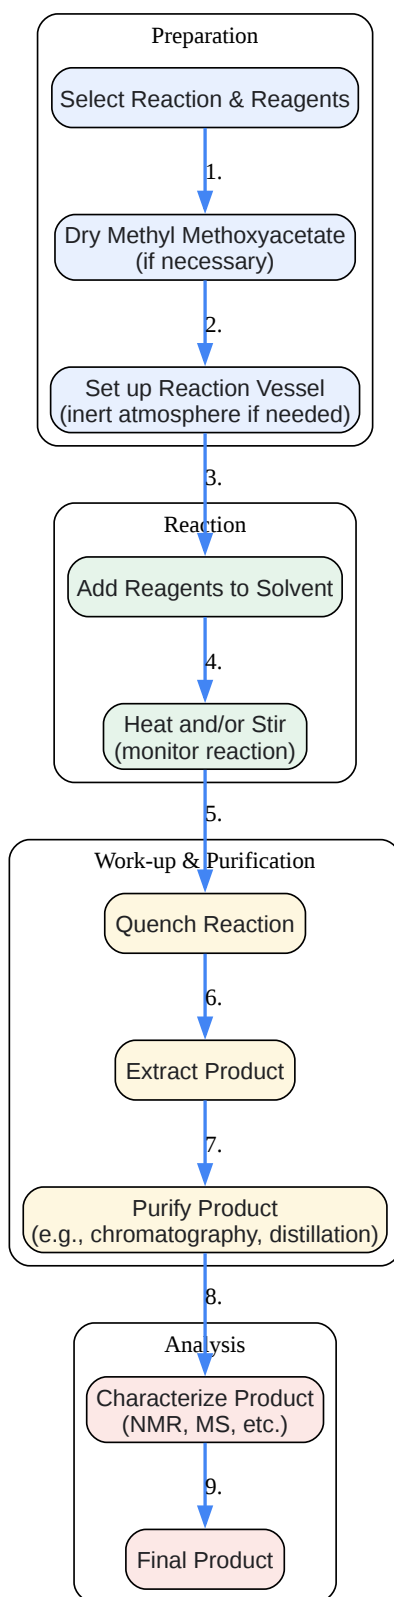 Preparation
Select Reaction & Reagents
1.
Dry Methyl Methoxyacetate
(if necessary)
2.
Set up Reaction Vessel
(inert atmosphere if needed)
3.
Reaction
Add Reagents to Solvent
4.
Heat and/or Stir
(monitor reaction)
5.
Work-up & Purification
Quench Reaction
6.
Extract Product
7.
Purify Product
(e.g., chromatography, distillation)
8.
Analysis
Characterize Product
(NMR, MS, etc.)
9.
Final Product